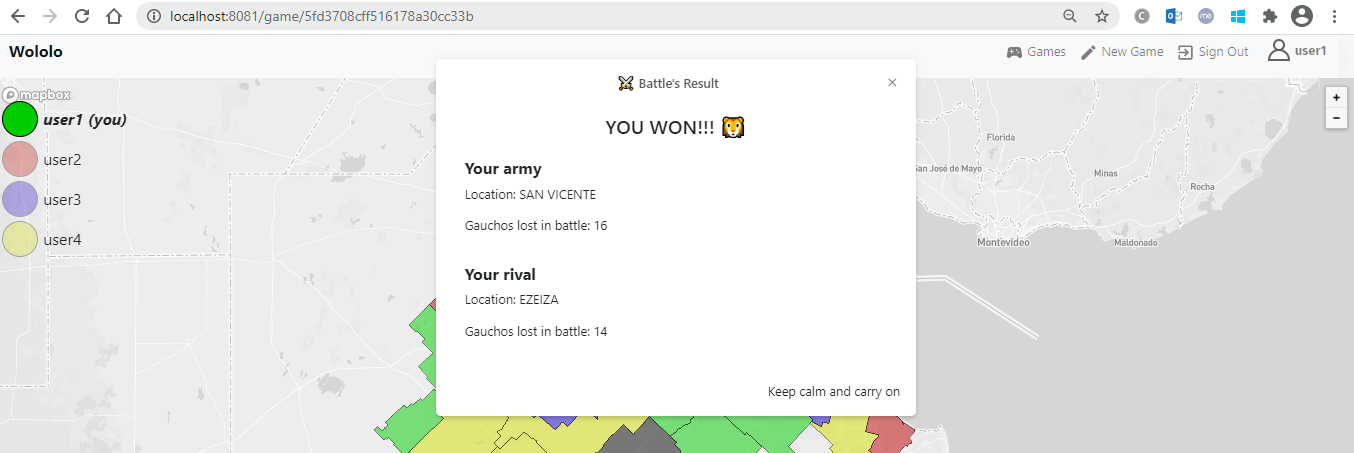 localhost:8081/game/5fd3708cff516178a30cc33b
Wololo
Games
New Game
Sign Out
user1
mapbox
user1 (you)
user2
user3
user4
Battle's Result
×
YOU WON!!!
Your army
Location: SAN VICENTE
Gauchos lost in battle: 16
Your rival
Location: EZEIZA
Gauchos lost in battle: 14
Keep calm and carry on
Florida
San José de Mayo
Minas
Rocha
Montevideo
Maldonado
+
−
C
me